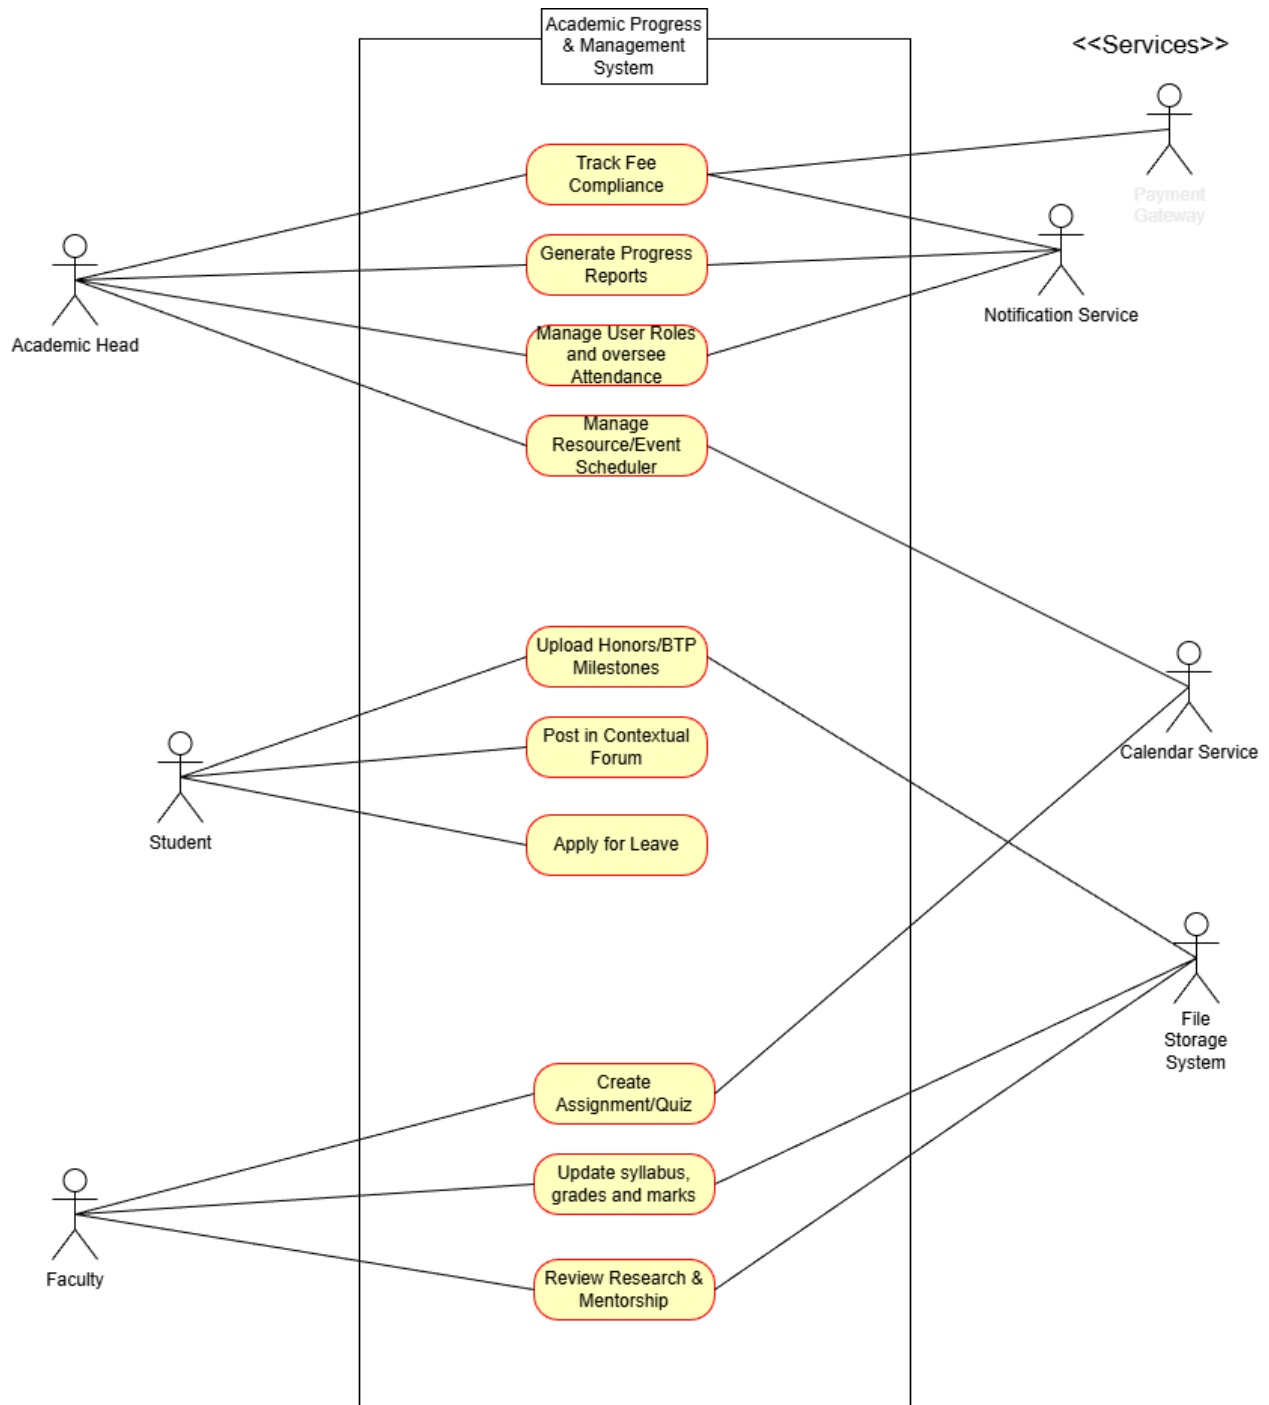 Academic Progress
& Management
System
<<Services>>
Track Fee
Compliance
Payment
Gateway
Generate Progress
Reports
Notification Service
Academic Head
Manage User Roles
and oversee
Attendance
Manage
Resource/Event
Scheduler
Upload Honors/BTP
Milestones
Post in Contextual
Forum
Calendar Service
Student
Apply for Leave
File
Storage
System
Create
Assignment/Quiz
Update syllabus,
grades and marks
Faculty
Review Research &
Mentorship